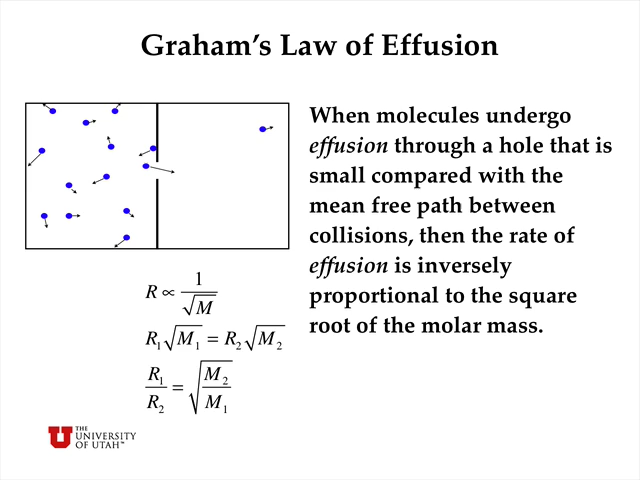 Graham’s Law of Effusion
When molecules undergo
effusion through a hole that is
small compared with the
mean free path between
collisions, then the rate of
effusion is inversely
proportional to the square
root of the molar mass.
R ∝ 1/√M
R₁√M₁ = R₂√M₂
R₁/R₂ = √(M₂/M₁)
THE
UNIVERSITY
OF UTAH™